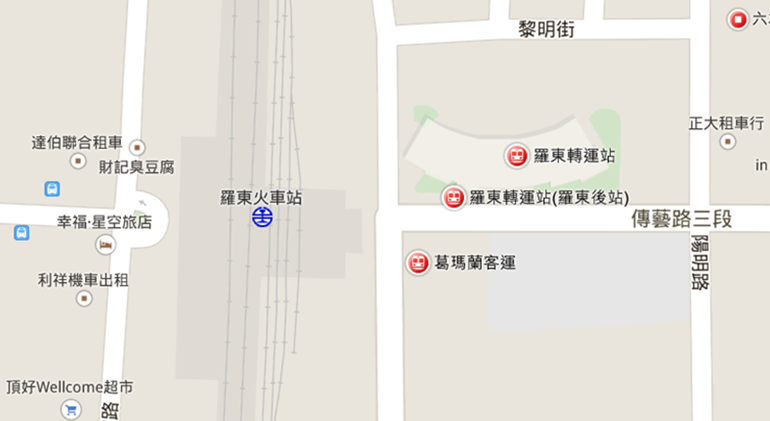 六
黎明街
正大租車行
達伯聯合租車
財記臭豆腐
羅東轉運站
in
羅東火車站
羅東轉運站(羅東後站)
幸福·星空旅店
傳藝路三段
陽明路
葛瑪蘭客運
利祥機車出租
頂好Wellcome超市
路